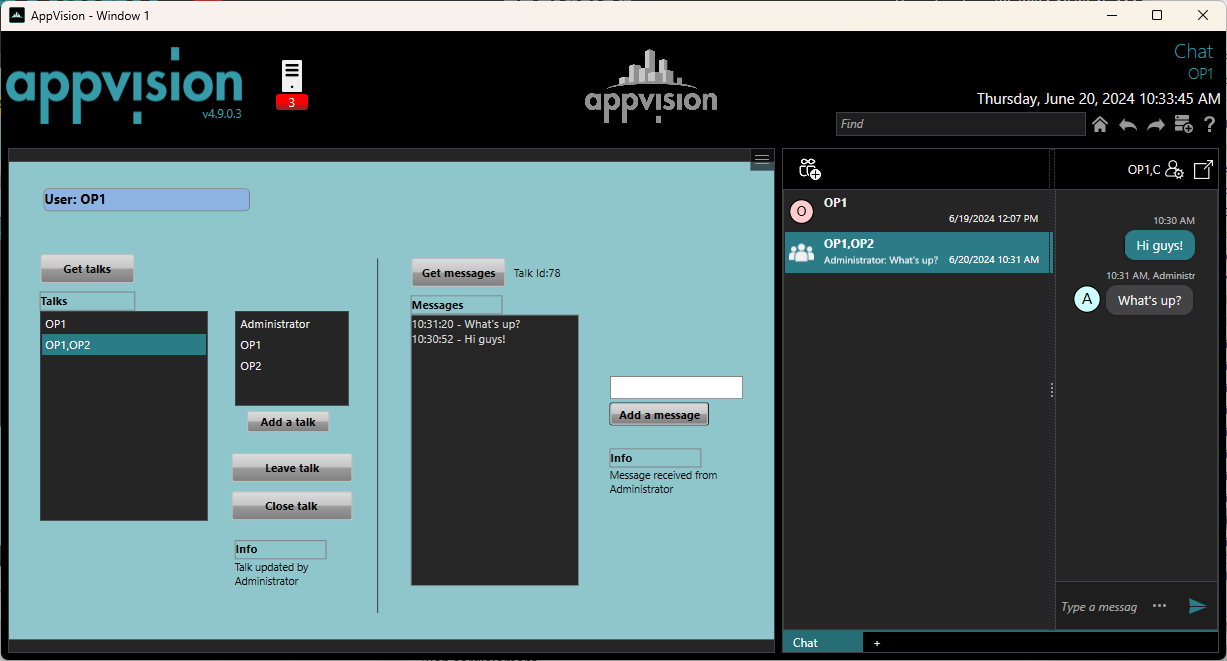 AppVision - Window 1
appvision
v4.9.0.3
3
appvision
Chat
OP1
Thursday, June 20, 2024 10:33:45 AM
Find
?
User: OP1
Get talks
Talks
OP1
OP1,OP2
Administrator
OP1
OP2
Add a talk
Leave talk
Close talk
Info
Talk updated by
Administrator
Get messages
Talk Id:78
Messages
10:31:20 - What's up?
10:30:52 - Hi guys!
Add a message
Info
Message received from
Administrator
O
OP1
6/19/2024 12:07 PM
OP1,OP2
Administrator: What's up?
6/20/2024 10:31 AM
OP1,C
10:30 AM
Hi guys!
10:31 AM, Administr
A
What's up?
Type a messag
Chat
+